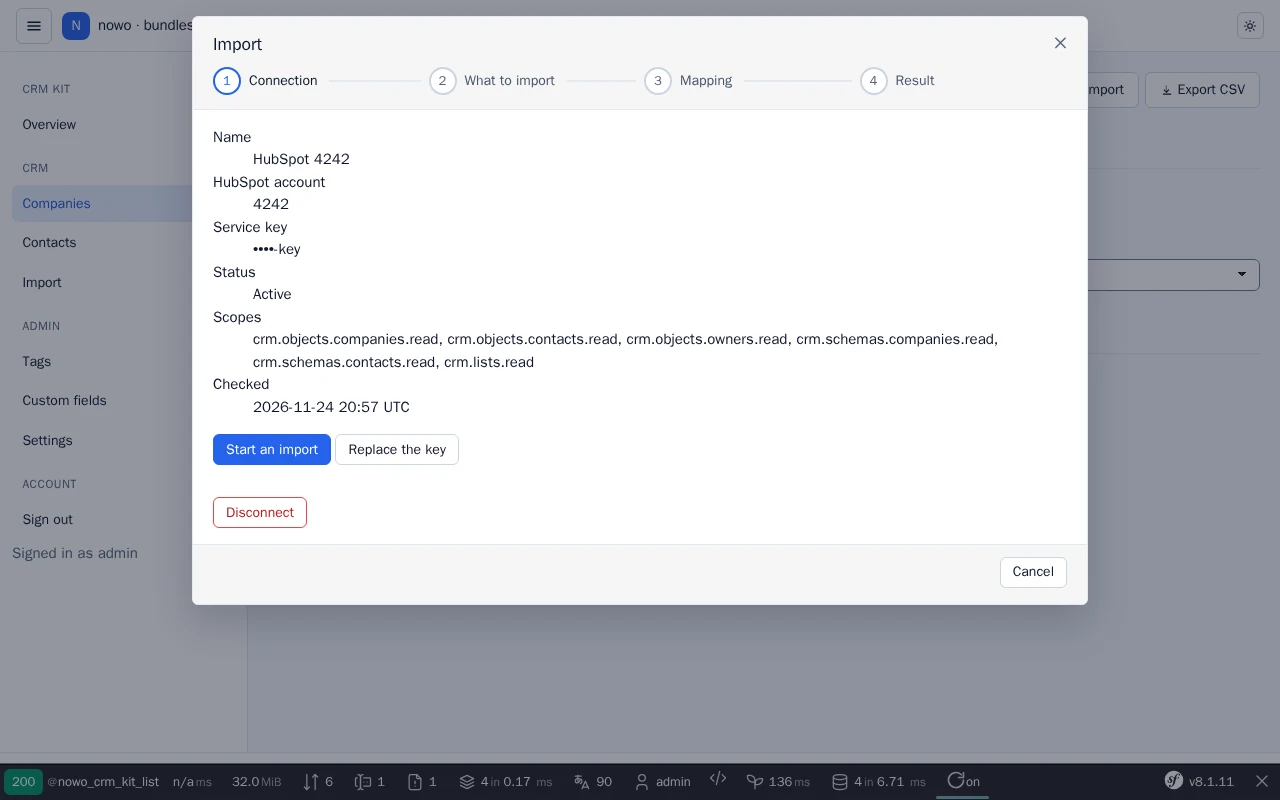 N
nowo · bundles
Import
1 Connection
2 What to import
3 Mapping
4 Result
mport
Export CSV
CRM KIT
Overview
CRM
Companies
Contacts
Import
ADMIN
Tags
Custom fields
Settings
ACCOUNT
Sign out
Signed in as admin
Name
HubSpot 4242
HubSpot account
4242
Service key
••••-key
Status
Active
Scopes
crm.objects.companies.read, crm.objects.contacts.read, crm.objects.owners.read, crm.schemas.companies.read,
crm.schemas.contacts.read, crm.lists.read
Checked
2026-11-24 20:57 UTC
Start an import
Replace the key
Disconnect
Cancel
200 @nowo_crm_kit_list n/a ms 32.0 MiB 6 1 1 4 in 0.17 ms 90 admin </> 136 ms 4 in 6.71 ms on sf v8.1.11